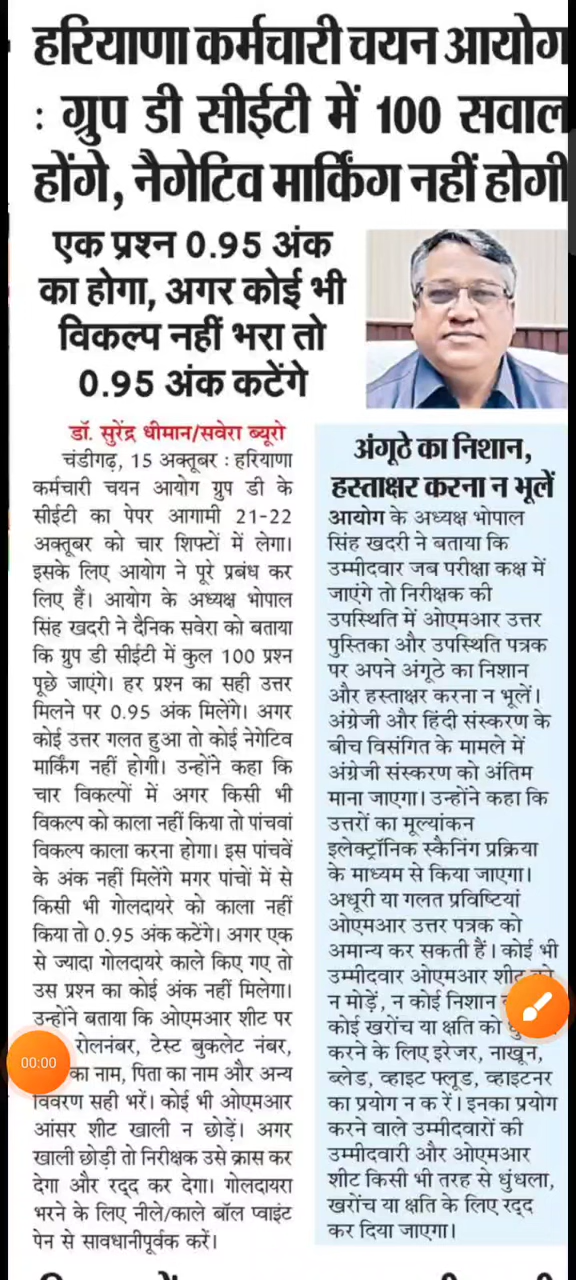 हरियाणा कर्मचारी चयन आयोग
: ग्रुप डी सीईटी में 100 सवाल
होंगे, नैगेटिव मार्किंग नहीं होगी
एक प्रश्न 0.95 अंक
का होगा, अगर कोई भी
विकल्प नहीं भरा तो
0.95 अंक कटेंगे
डॉ. सुरेंद्र धीमान/सवेरा ब्यूरो
चंडीगढ़, 15 अक्तूबर : हरियाणा
कर्मचारी चयन आयोग ग्रुप डी के
सीईटी का पेपर आगामी 21-22
अक्तूबर को चार शिफ्टों में लेगा।
इसके लिए आयोग ने पूरे प्रबंध कर
लिए हैं। आयोग के अध्यक्ष भोपाल
सिंह खदरी ने दैनिक सवेरा को बताया
कि ग्रुप डी सीईटी में कुल 100 प्रश्न
पूछे जाएंगे। हर प्रश्न का सही उत्तर
मिलने पर 0.95 अंक मिलेंगे। अगर
कोई उत्तर गलत हुआ तो कोई नेगेटिव
मार्किंग नहीं होगी। उन्होंने कहा कि
चार विकल्पों में अगर किसी भी
विकल्प को काला नहीं किया तो पांचवां
विकल्प काला करना होगा। इस पांचवें
के अंक नहीं मिलेंगे मगर पांचों में से
किसी भी गोलदायरे को काला नहीं
किया तो 0.95 अंक कटेंगे। अगर एक
से ज्यादा गोलदायरे काले किए गए तो
उस प्रश्न का कोई अंक नहीं मिलेगा।
उन्होंने बताया कि ओएमआर शीट पर
रोलनंबर, टेस्ट बुकलेट नंबर,
का नाम, पिता का नाम और अन्य
विवरण सही भरें। कोई भी ओएमआर
आंसर शीट खाली न छोड़ें। अगर
खाली छोड़ी तो निरीक्षक उसे क्रास कर
देगा और रद्द कर देगा। गोलदायरा
भरने के लिए नीले/काले बॉल प्वाइंट
पेन से सावधानीपूर्वक करें।
अंगूठे का निशान,
हस्ताक्षर करना न भूलें
आयोग के अध्यक्ष भोपाल
सिंह खदरी ने बताया कि
उम्मीदवार जब परीक्षा कक्ष में
जाएंगे तो निरीक्षक की
उपस्थिति में ओएमआर उत्तर
पुस्तिका और उपस्थिति पत्रक
पर अपने अंगूठे का निशान
और हस्ताक्षर करना न भूलें।
अंग्रेजी और हिंदी संस्करण के
बीच विसंगित के मामले में
अंग्रेजी संस्करण को अंतिम
माना जाएगा। उन्होंने कहा कि
उत्तरों का मूल्यांकन
इलेक्ट्रॉनिक स्कैनिंग प्रक्रिया
के माध्यम से किया जाएगा।
अधूरी या गलत प्रविष्टियां
ओएमआर उत्तर पत्रक को
अमान्य कर सकती हैं। कोई भी
उम्मीदवार ओएमआर शीट को
न मोड़ें, न कोई निशान
कोई खरोंच या क्षति को
करने के लिए इरेजर, नाखून,
ब्लेड, व्हाइट फ्लूड, व्हाइटनर
का प्रयोग न क रें। इनका प्रयोग
करने वाले उम्मीदवारों की
उम्मीदवारी और ओएमआर
शीट किसी भी तरह से धुंधला,
खरोंच या क्षति के लिए रद्द
कर दिया जाएगा।
00:00